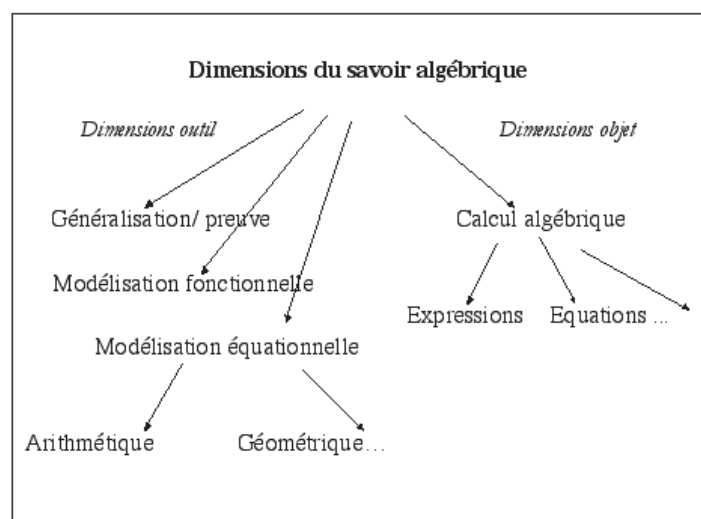 Dimensions du savoir algébrique
Dimensions outil
Dimensions objet
Généralisation/ preuve
Calcul algébrique
Modélisation fonctionnelle
Expressions
Equations ...
Modélisation équationnelle
Arithmétique
Géométrique...